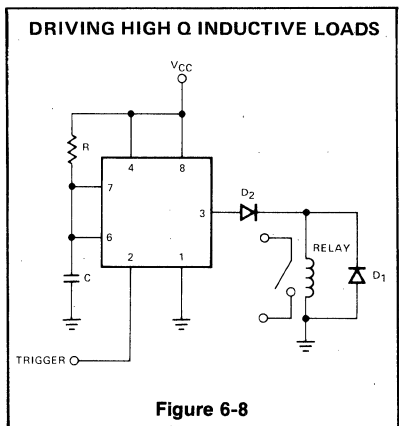 DRIVING HIGH Q INDUCTIVE LOADS
VCC
R
4
8
7
D2
3
6
RELAY
2
1
D1
C
TRIGGER
Figure 6-8